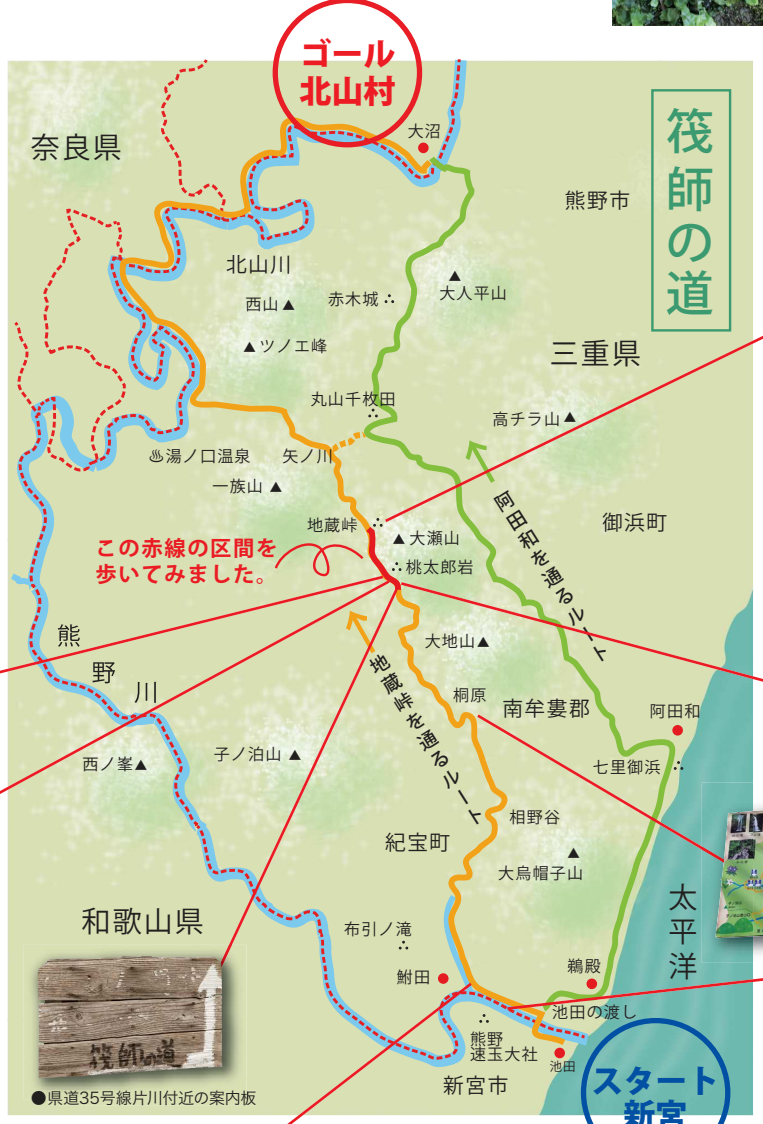 ゴール
北山村
筏師の道
奈良県
大沼
熊野市
北山川
西山▲
赤木城∴
▲
大人平山
▲ツノエ峰
三重県
丸山千枚田
∴
高チラ山▲
♨湯ノ口温泉
矢ノ川
一族山▲
阿田和を通るルート
地蔵峠∴
▲大瀬山
御浜町
この赤線の区間を
歩いてみました。
∴桃太郎岩
熊野川
大地山▲
地蔵峠を通るルート
桐原
南牟婁郡
阿田和
西ノ峯▲
子ノ泊山▲
七里御浜∴
相野谷
紀宝町
▲
大烏帽子山
太平洋
和歌山県
布引ノ滝
∴
鮒田
鵜殿
池田の渡し
∴
熊野
速玉大社
池田
新宮市
筏師の道
●県道35号線片川付近の案内板
スタート
新宮